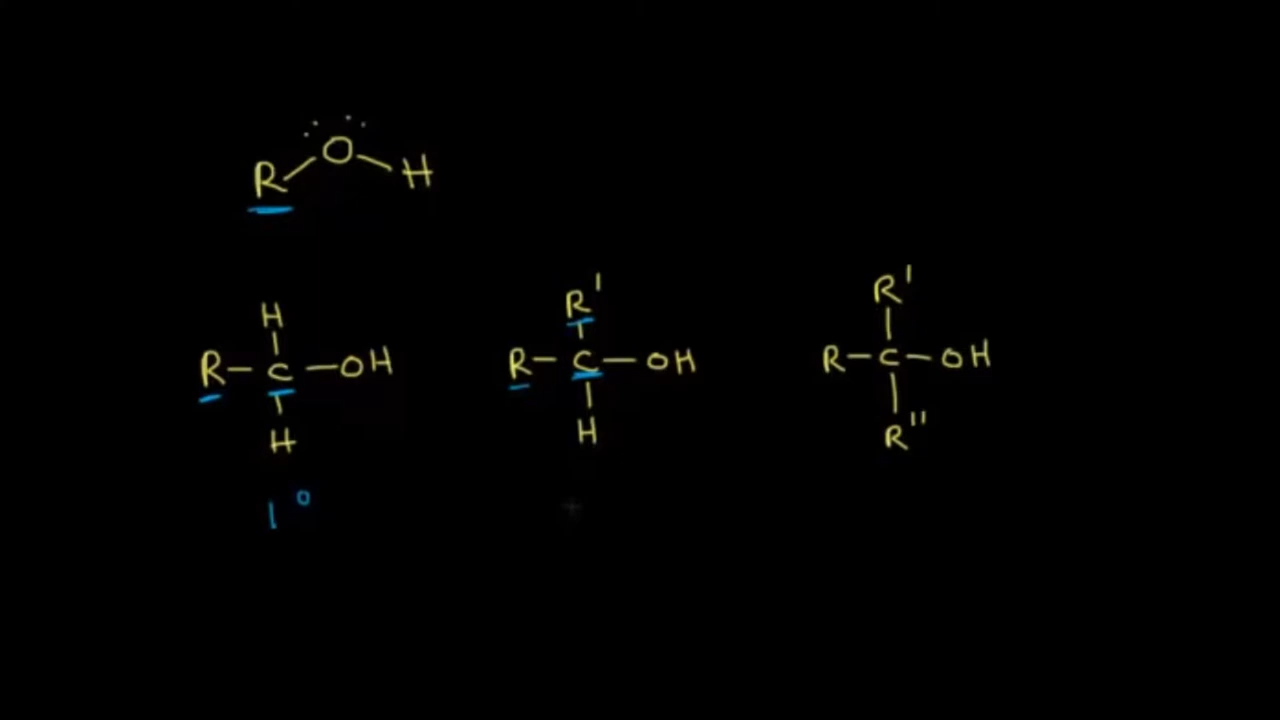 R O H
H R' R'
R-C-OH R-C-OH R-C-OH
H H R"
1°